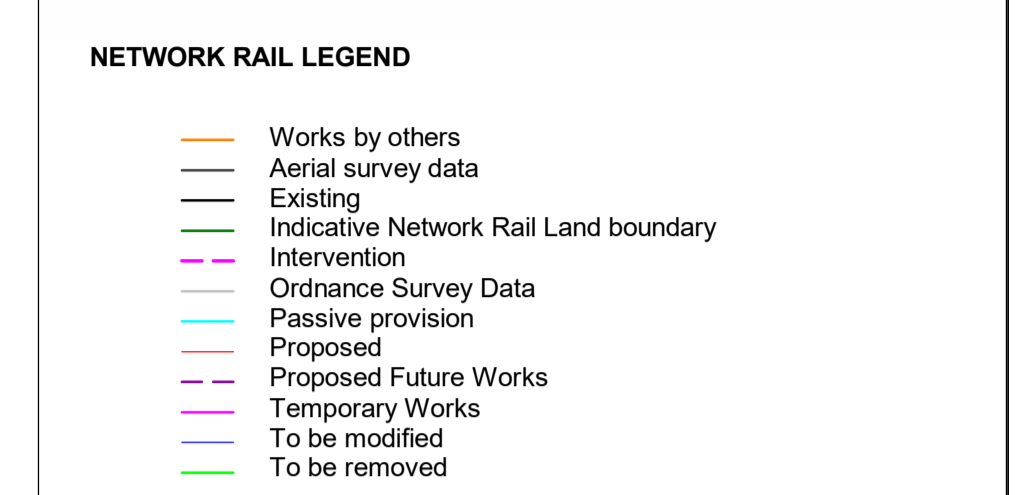 NETWORK RAIL LEGEND
Works by others
Aerial survey data
Existing
Indicative Network Rail Land boundary
Intervention
Ordnance Survey Data
Passive provision
Proposed
Proposed Future Works
Temporary Works
To be modified
To be removed